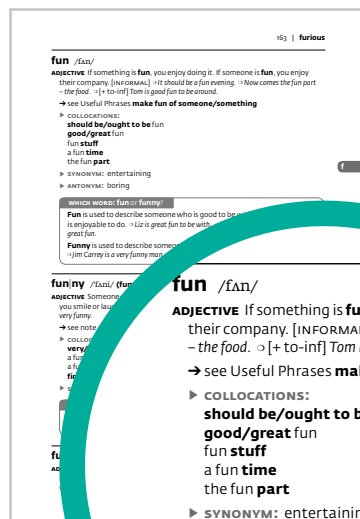 163 | furious
fun /fʌn/
ADJECTIVE If something is fun, you enjoy doing it. If someone is fun, you enjoy
their company. [INFORMAL] ❍ It should be a fun evening. ❍ Now comes the fun part
– the food. ❍ [+ to-inf] Tom is good fun to be around.
➔ see Useful Phrases make fun of someone/something
▶ COLLOCATIONS:
should be/ought to be fun
good/great fun
fun stuff
a fun time
the fun part
▶ SYNONYM: entertaining
▶ ANTONYM: boring
f
WHICH WORD: fun or funny?
Fun is used to describe someone who is good to be
is enjoyable to do. ❍ Liz is great fun to be with
great fun.
Funny is used to describe someone
❍ Jim Carrey is a very funny man
fun|ny /ˈfʌni/ (fun
ADJECTIVE Someone
you smile or lau
very funny.
➔ see note
▶ COLLOC
very/
a fu
a fu
fu
AD
fun /fʌn/
ADJECTIVE If something is fu
their company. [INFORMA
– the food. ❍ [+ to-inf] Tom
➔ see Useful Phrases ma
▶ COLLOCATIONS:
should be/ought to b
good/great fun
fun stuff
a fun time
the fun part
▶ SYNONYM: entertainin